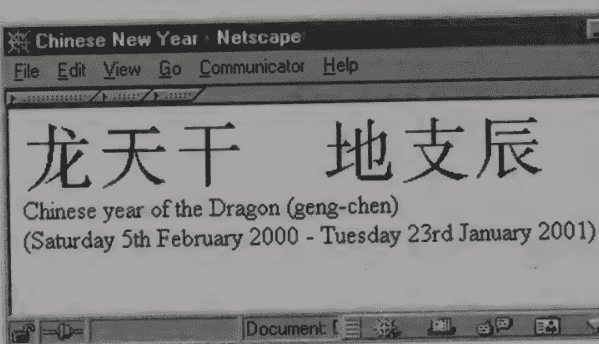 Chinese New Year - Netscape
File Edit View Go Communicator Help
龙天干 地支辰
Chinese year of the Dragon (geng-chen)
(Saturday 5th February 2000 - Tuesday 23rd January 2001)
Document: